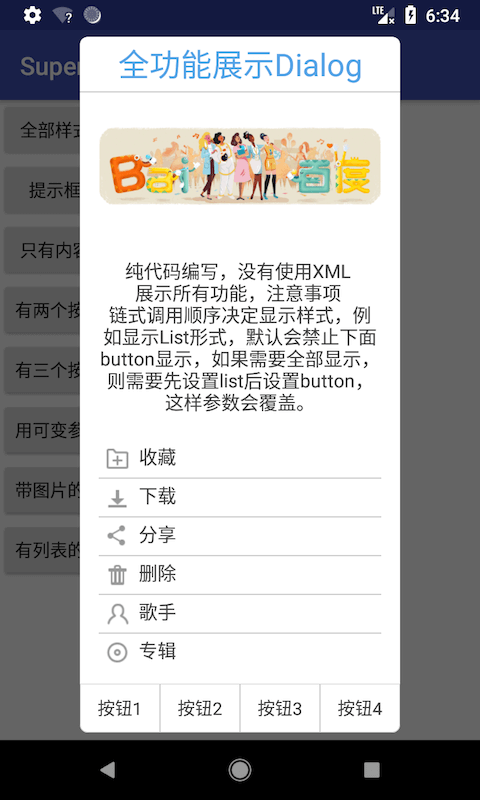 LTE 6:34
Super
全功能展示Dialog
Bai 百度
纯代码编写，没有使用XML
展示所有功能，注意事项
链式调用顺序决定显示样式，例
如显示List形式，默认会禁止下面
button显示，如果需要全部显示，
则需要先设置list后设置button，
这样参数会覆盖。
收藏
下载
分享
删除
歌手
专辑
按钮1 按钮2 按钮3 按钮4
全部样式
提示框
只有内容
有两个按
有三个按
用可变参
带图片的
有列表的